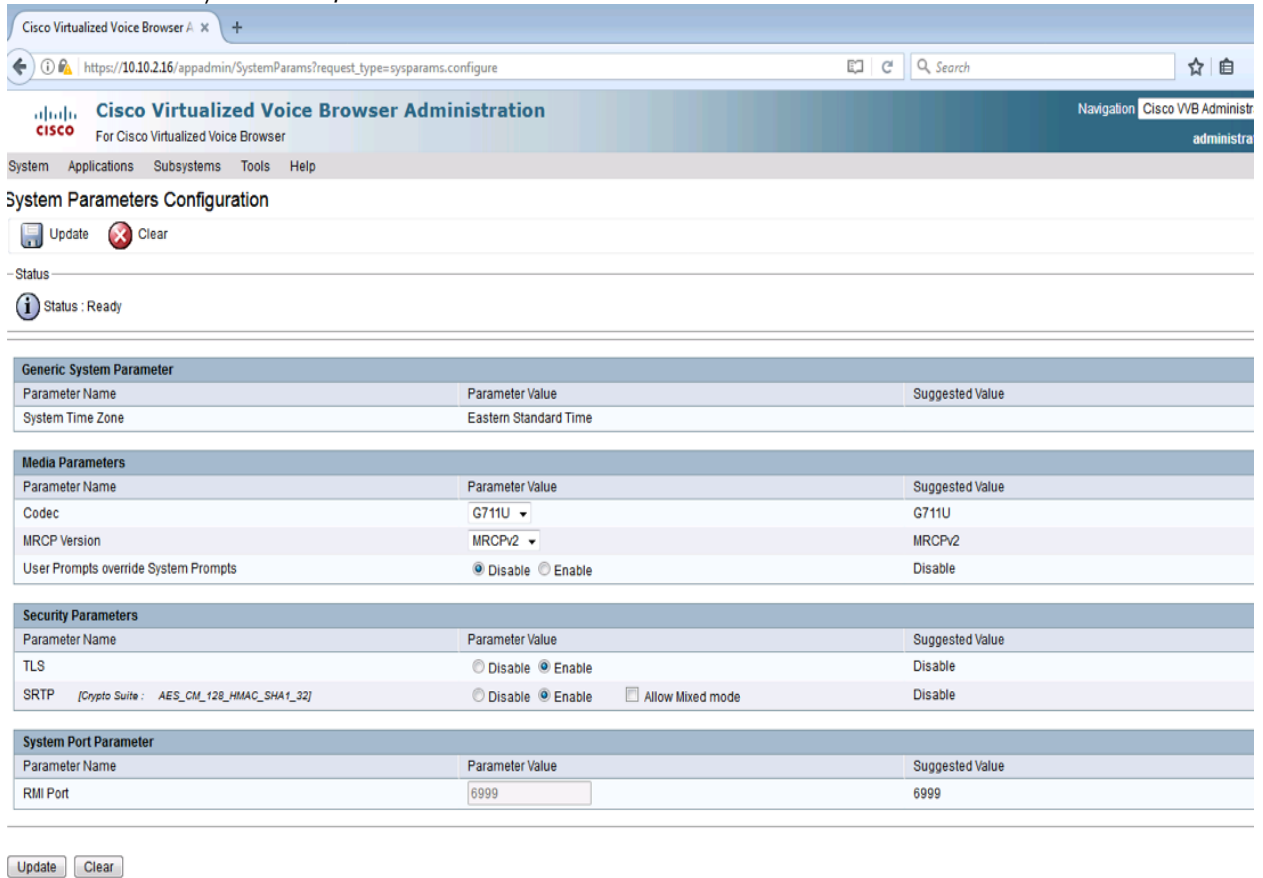 Cisco Virtualized Voice Browser A × +
https://10.10.2.16/appadmin/SystemParams?request_type=sysparams.configure Search
CISCO
Cisco Virtualized Voice Browser Administration
For Cisco Virtualized Voice Browser
Navigation Cisco VVB Administr
administra
System Applications Subsystems Tools Help
System Parameters Configuration
Update Clear
Status
Status : Ready
Generic System Parameter
Parameter Name Parameter Value Suggested Value
System Time Zone Eastern Standard Time
Media Parameters
Parameter Name Parameter Value Suggested Value
Codec G711U G711U
MRCP Version MRCPv2 MRCPv2
User Prompts override System Prompts Disable Enable Disable
Security Parameters
Parameter Name Parameter Value Suggested Value
TLS Disable Enable Disable
SRTP [Crypto Suite : AES_CM_128_HMAC_SHA1_32] Disable Enable Allow Mixed mode Disable
System Port Parameter
Parameter Name Parameter Value Suggested Value
RMI Port 6999 6999
Update Clear